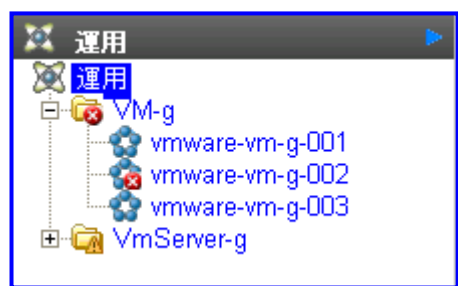 運用
運用
VM-g
vmware-vm-g-001
vmware-vm-g-002
vmware-vm-g-003
VmServer-g